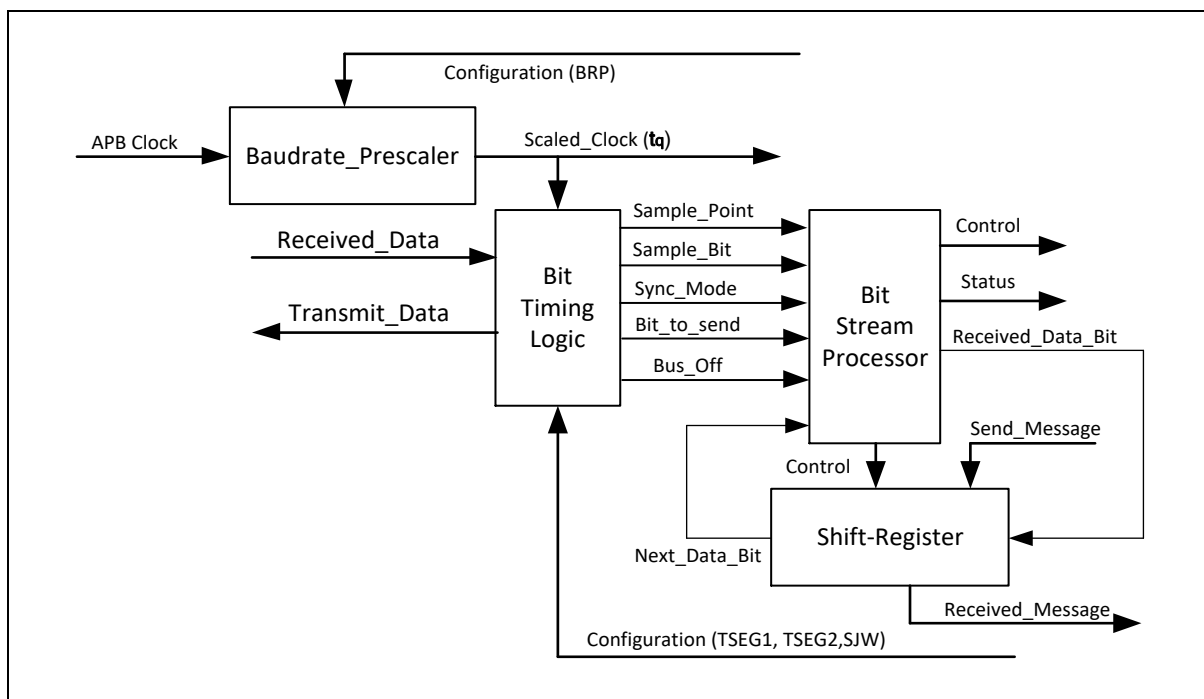 Configuration (BRP)
APB Clock
Baudrate_Prescaler
Scaled_Clock (tq)
Received_Data
Transmit_Data
Bit
Timing
Logic
Sample_Point
Sample_Bit
Sync_Mode
Bit_to_send
Bus_Off
Bit
Stream
Processor
Control
Status
Received_Data_Bit
Send_Message
Control
Shift-Register
Next_Data_Bit
Received_Message
Configuration (TSEG1, TSEG2,SJW)